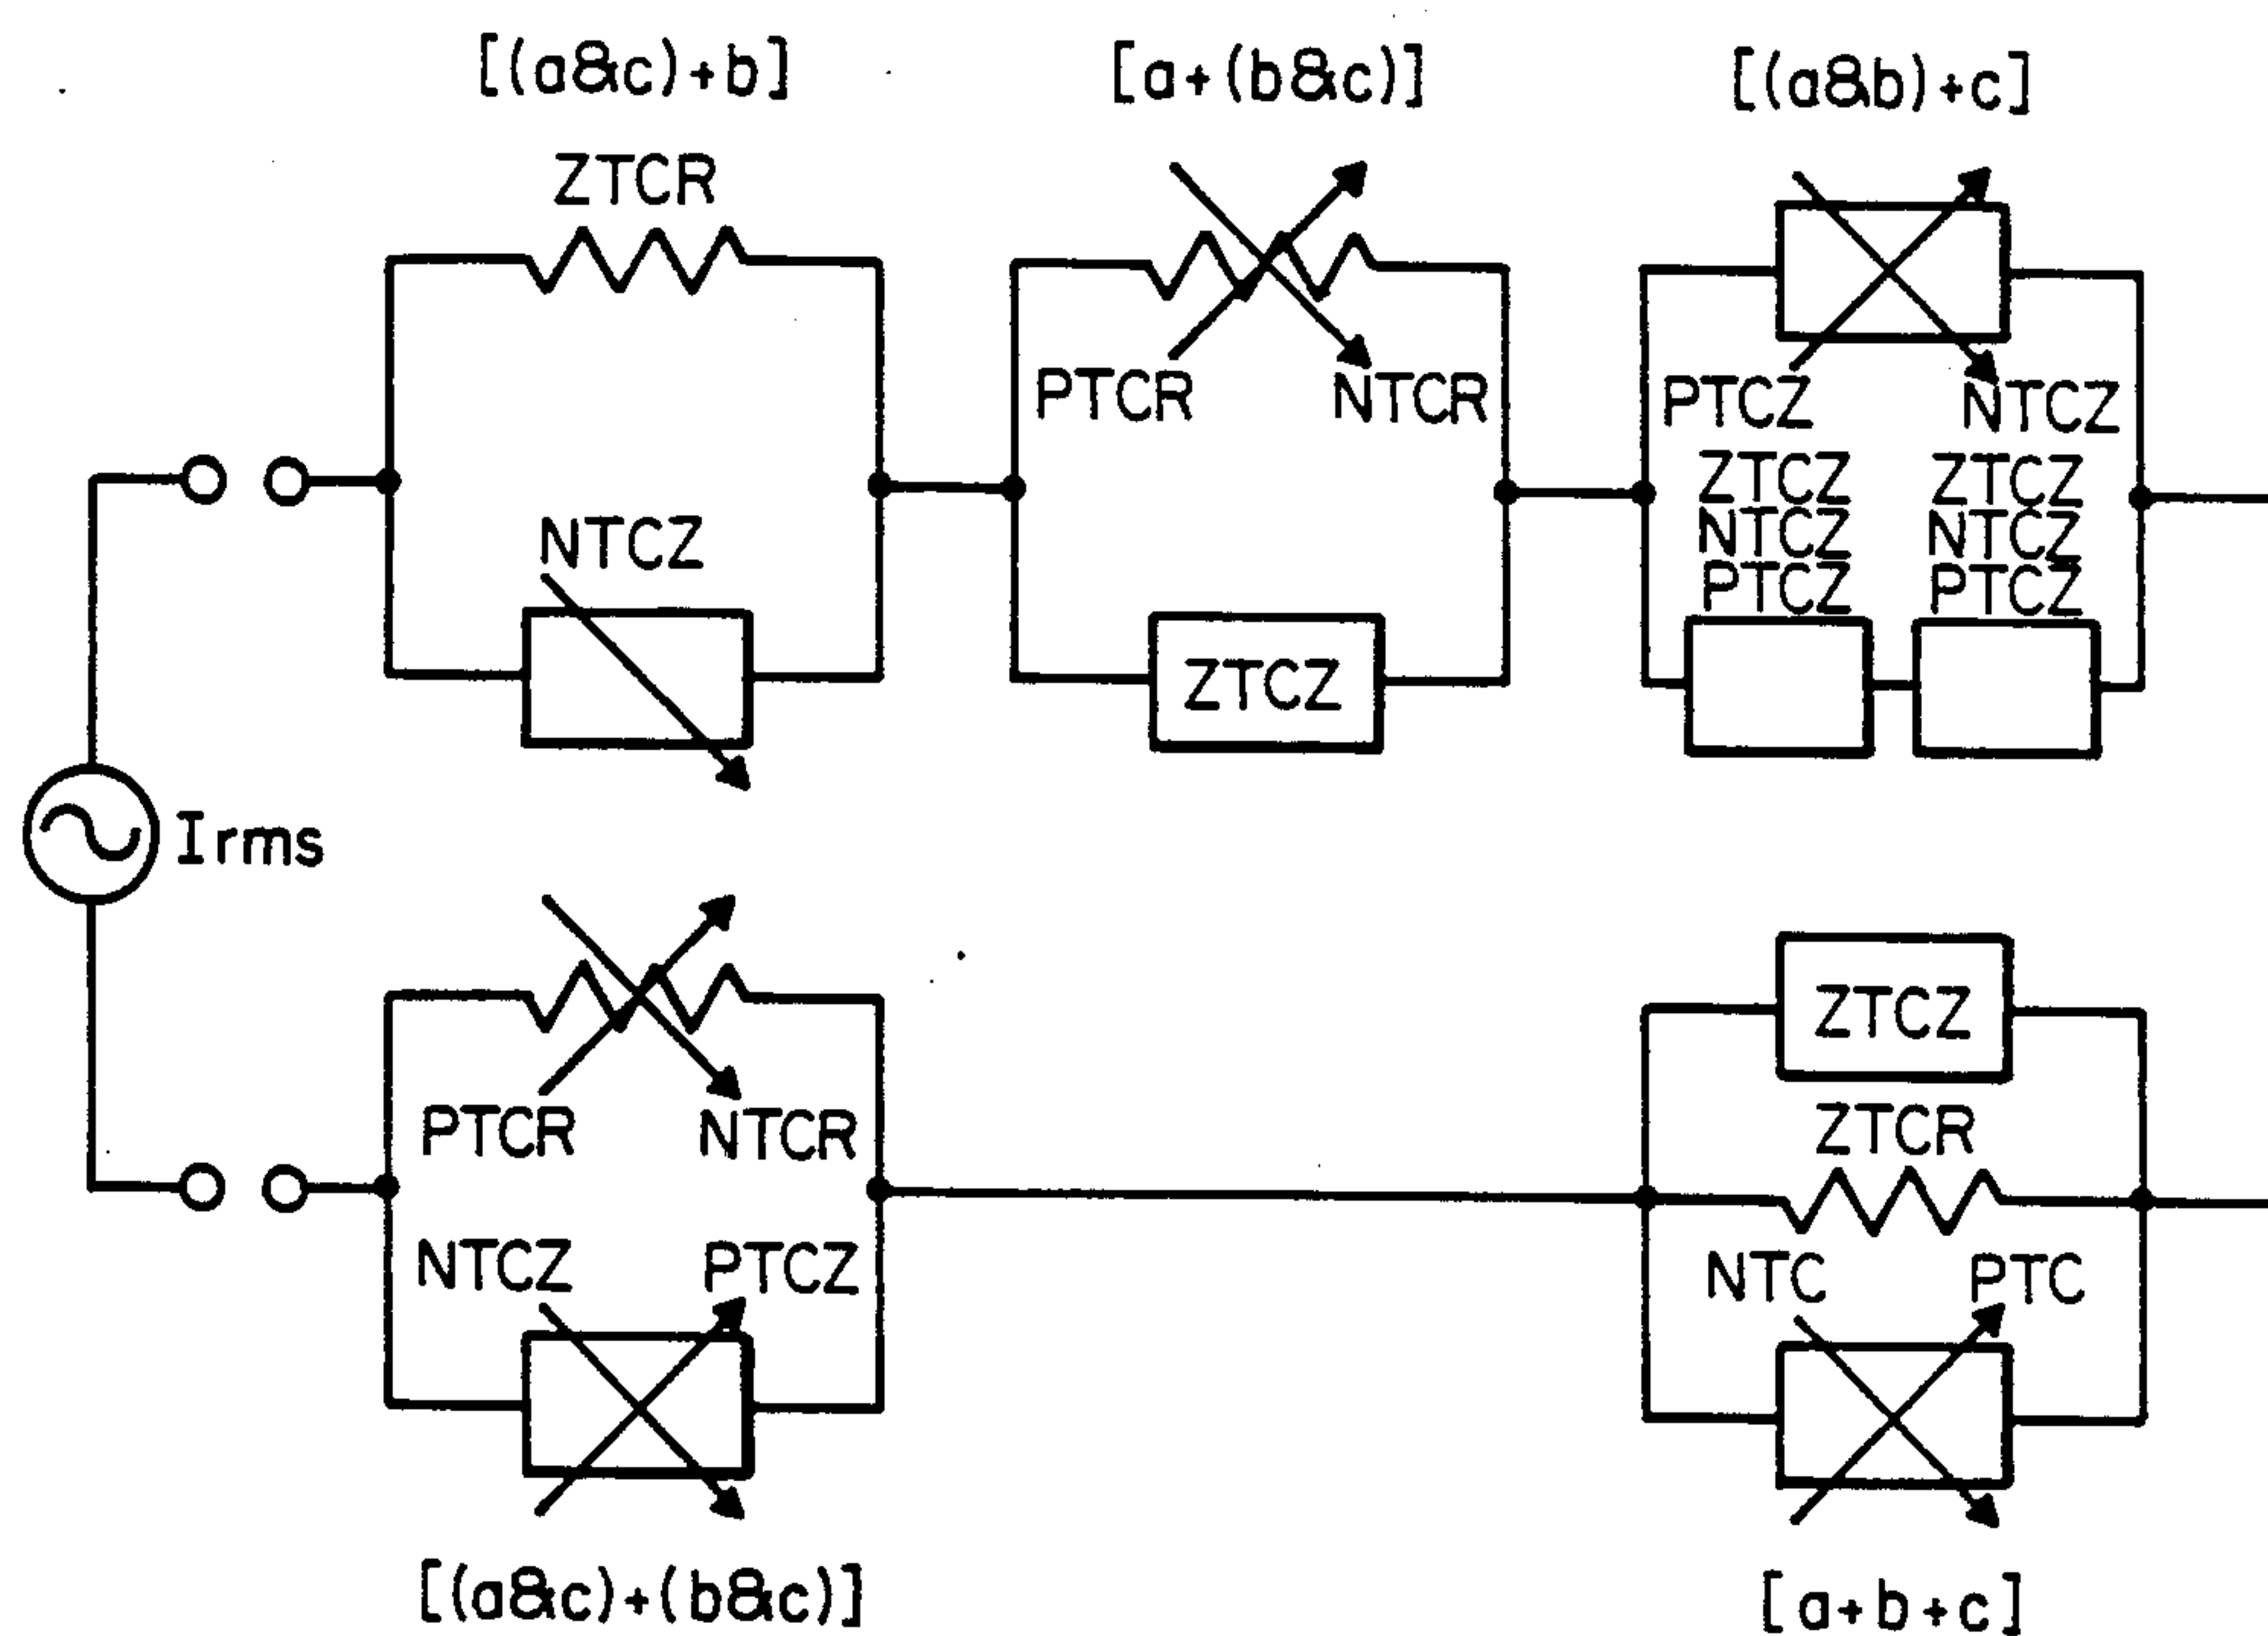 [(a&c)+b]
[a+(b&c)]
[(a&b)+c]
ZTCR
PTCR
NTCR
PTCZ
NTCZ
ZTCZ
ZTCZ
NTCZ
NTCZ
PTCZ
PTCZ
NTCZ
ZTCZ
Irms
ZTCZ
PTCR
NTCR
ZTCR
NTCZ
PTCZ
NTC
PTC
[(a&c)+(b&c)]
[a+b+c]